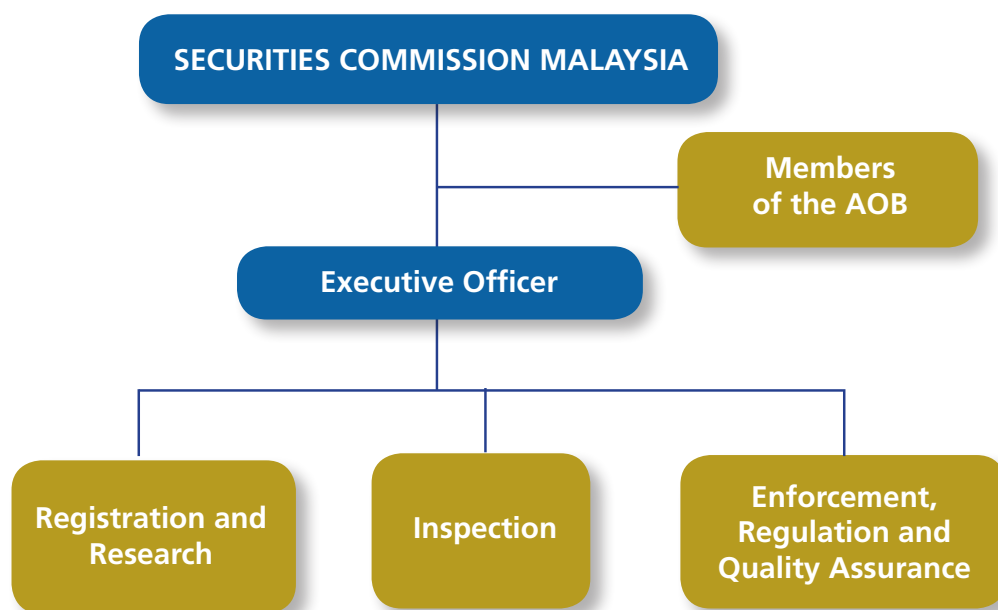 SECURITIES COMMISSION MALAYSIA
Members
of the AOB
Executive Officer
Registration and
Research
Inspection
Enforcement,
Regulation and
Quality Assurance